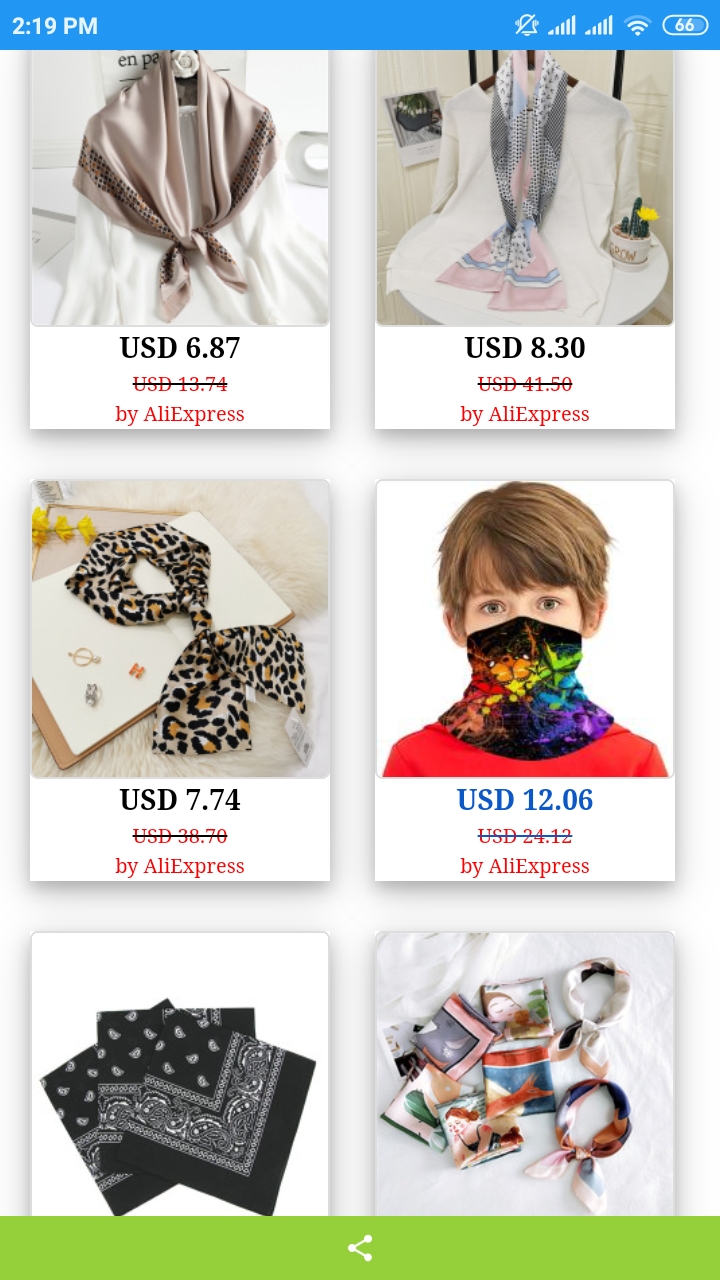 2:19 PM
66
en pa
GROW
USD 6.87
USD 13.74
by AliExpress
USD 8.30
USD 41.50
by AliExpress
USD 7.74
USD 38.70
by AliExpress
USD 12.06
USD 24.12
by AliExpress